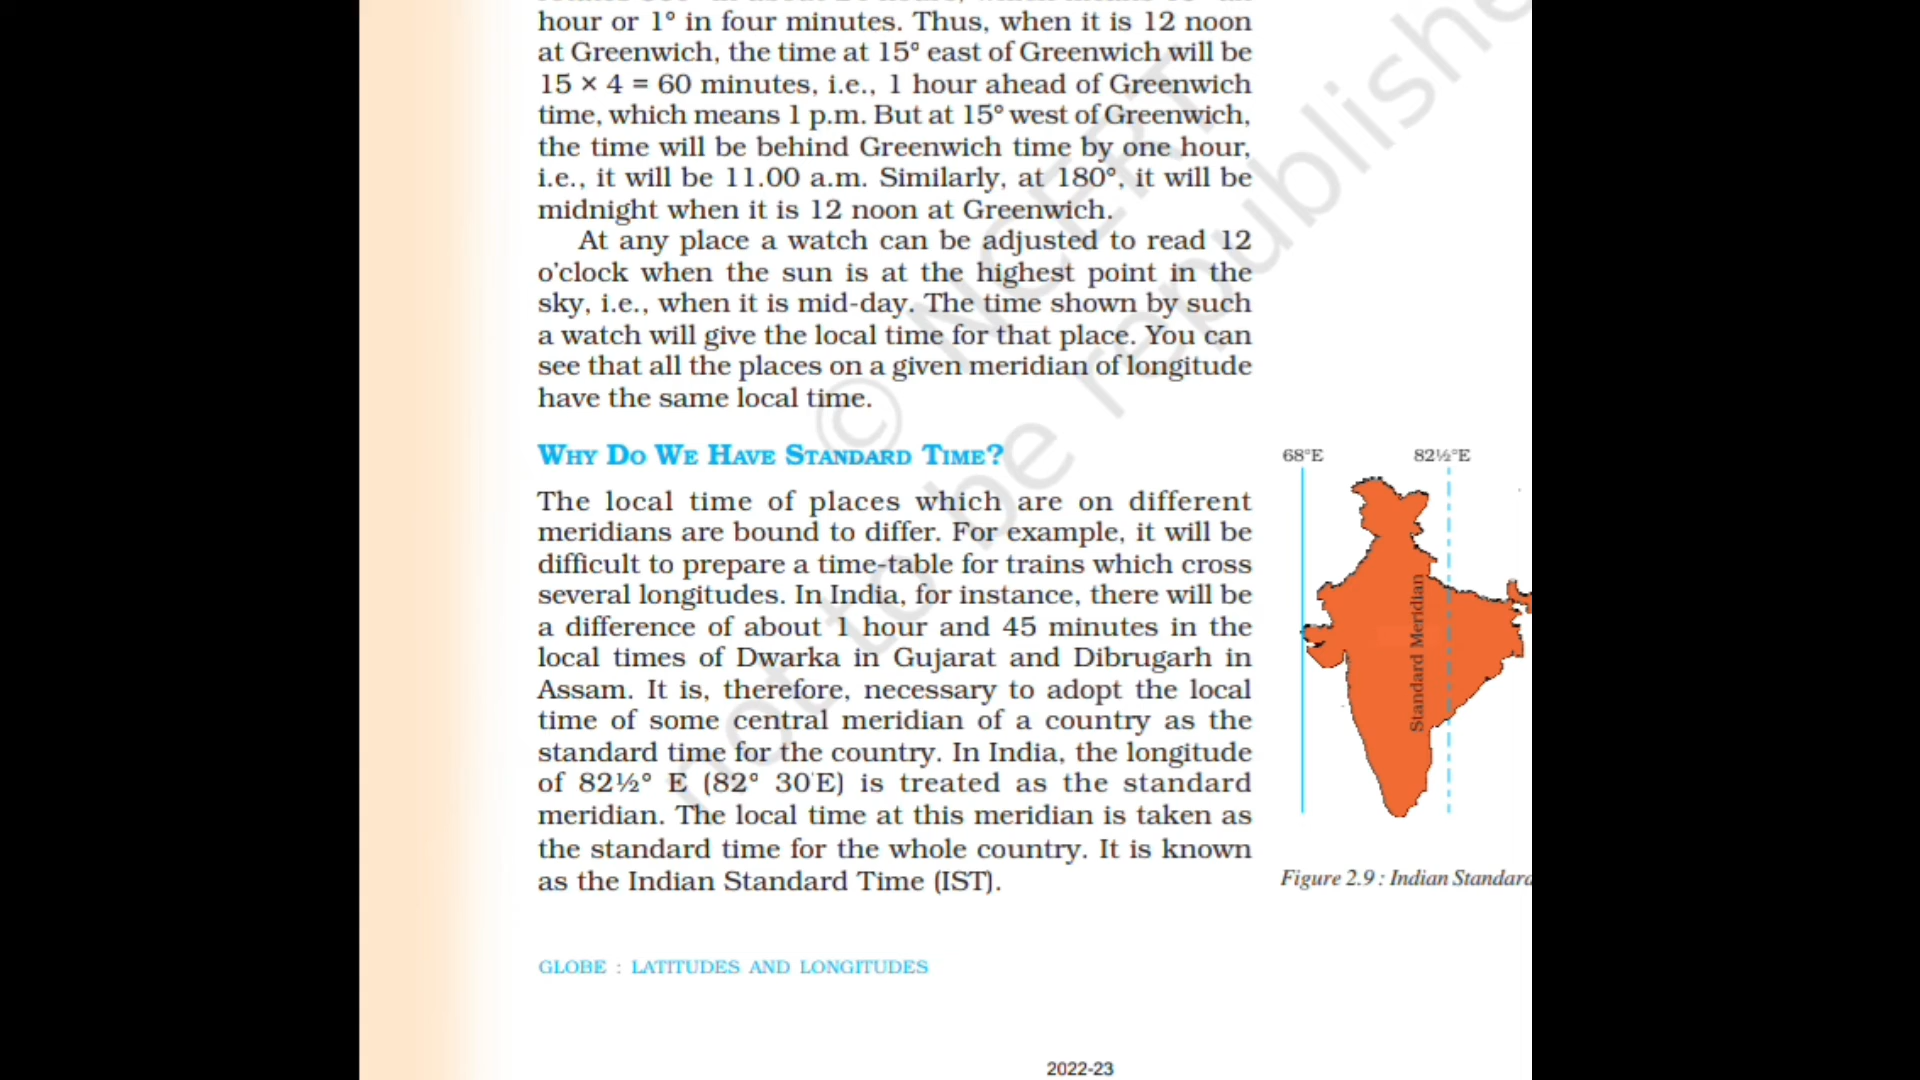 hour or 1° in four minutes. Thus, when it is 12 noon
at Greenwich, the time at 15° east of Greenwich will be
15 × 4 = 60 minutes, i.e., 1 hour ahead of Greenwich
time, which means 1 p.m. But at 15° west of Greenwich,
the time will be behind Greenwich time by one hour,
i.e., it will be 11.00 a.m. Similarly, at 180°, it will be
midnight when it is 12 noon at Greenwich.
At any place a watch can be adjusted to read 12
o'clock when the sun is at the highest point in the
sky, i.e., when it is mid-day. The time shown by such
a watch will give the local time for that place. You can
see that all the places on a given meridian of longitude
have the same local time.
WHY DO WE HAVE STANDARD TIME?
The local time of places which are on different
meridians are bound to differ. For example, it will be
difficult to prepare a time-table for trains which cross
several longitudes. In India, for instance, there will be
a difference of about 1 hour and 45 minutes in the
local times of Dwarka in Gujarat and Dibrugarh in
Assam. It is, therefore, necessary to adopt the local
time of some central meridian of a country as the
standard time for the country. In India, the longitude
of 82½° E (82° 30'E) is treated as the standard
meridian. The local time at this meridian is taken as
the standard time for the whole country. It is known
as the Indian Standard Time (IST).
68°E 82½°E
Standard Meridian
Figure 2.9 : Indian Standard
GLOBE : LATITUDES AND LONGITUDES
2022-23
© NCERT
not to be republishe